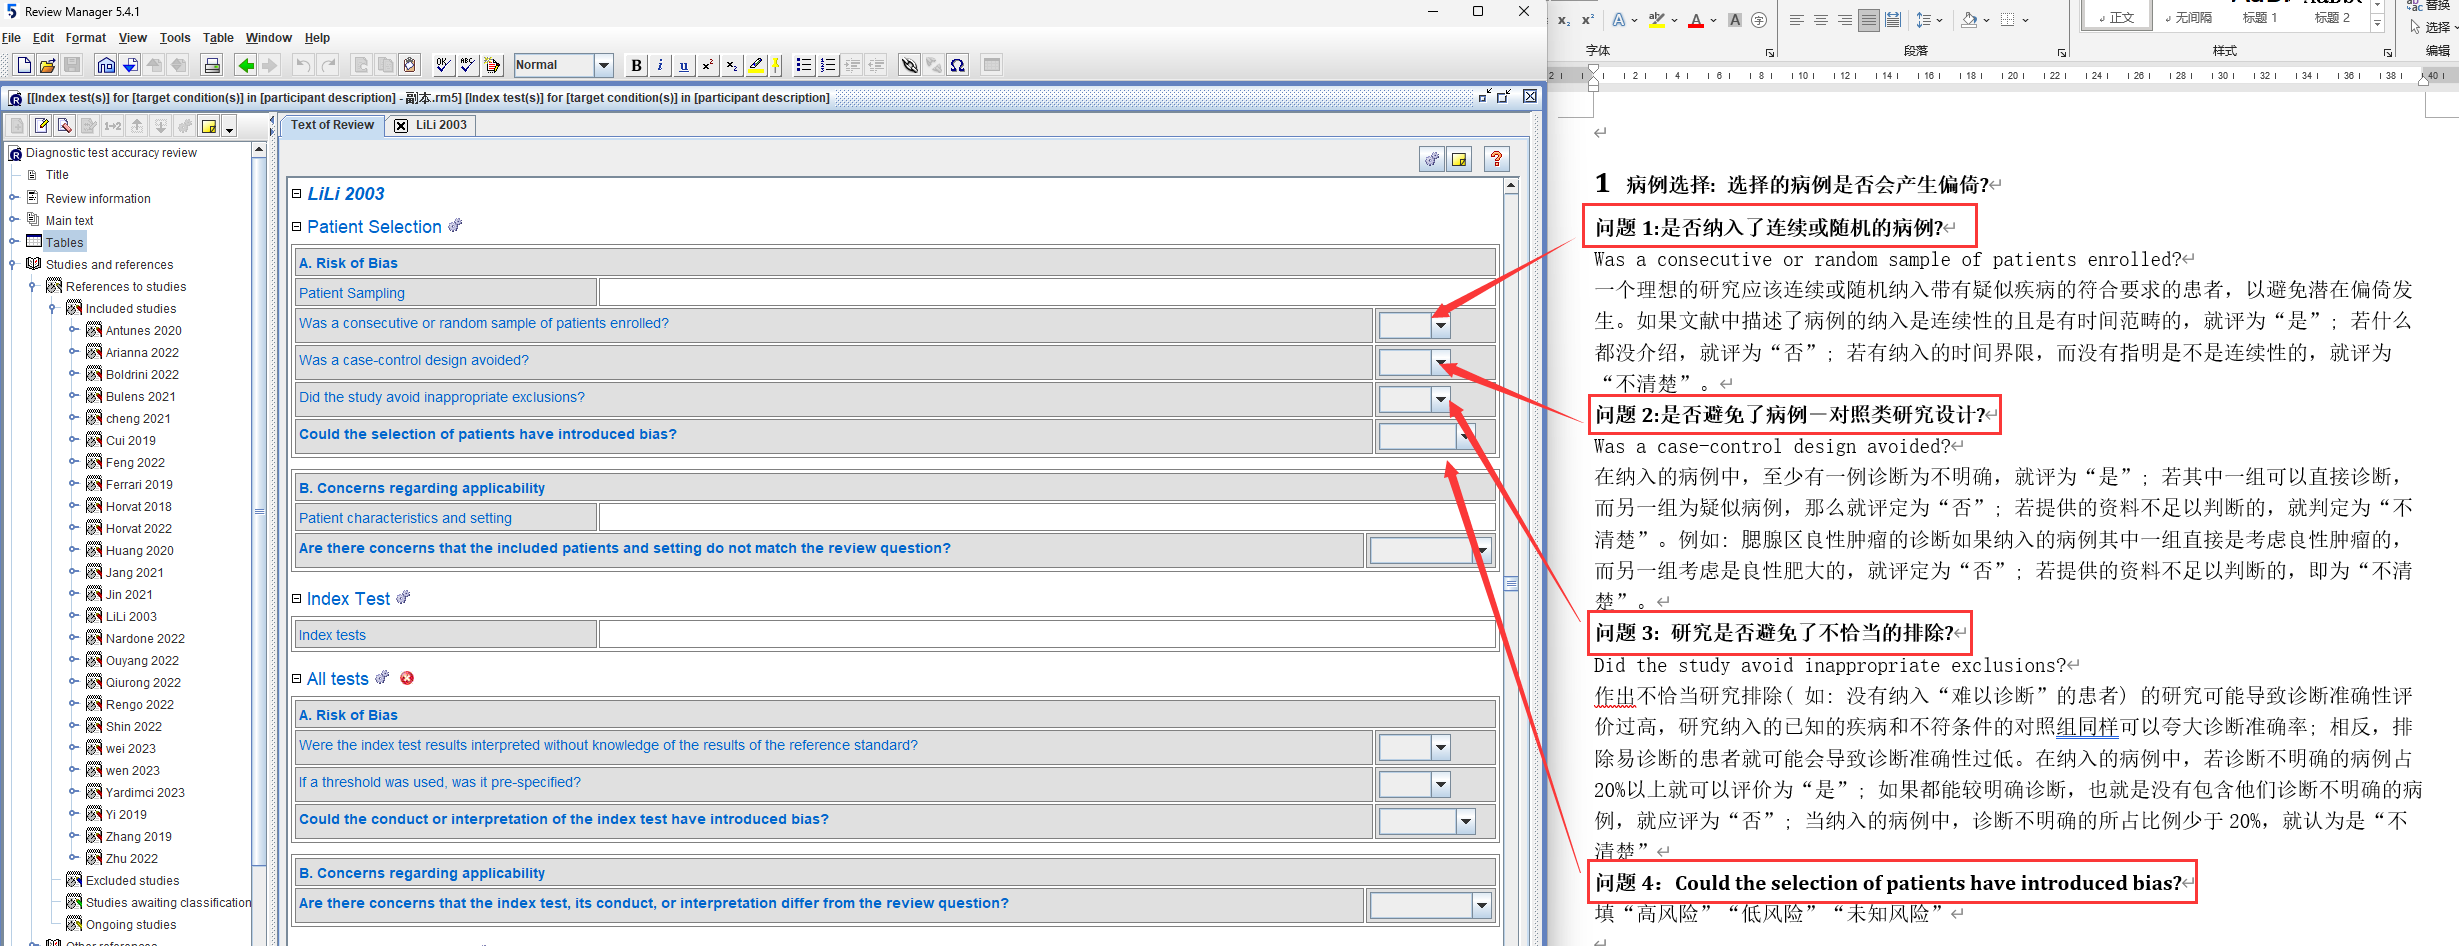 Review Manager 5.4.1
File Edit Format View Tools Table Window Help
Normal
[[Index test(s)] for [target condition(s)] in [participant description] - 副本.rm5] [Index test(s)] for [target condition(s)] in [participant description]
Text of Review
LiLi 2003
Diagnostic test accuracy review
Title
Review information
Main text
Tables
Studies and references
References to studies
Included studies
Antunes 2020
Arianna 2022
Boldrini 2022
Bulens 2021
cheng 2021
Cui 2019
Feng 2022
Ferrari 2019
Horvat 2018
Horvat 2022
Huang 2020
Jang 2021
Jin 2021
LiLi 2003
Nardone 2022
Ouyang 2022
Qiurong 2022
Rengo 2022
Shin 2022
wei 2023
wen 2023
Yardimci 2023
Yi 2019
Zhang 2019
Zhu 2022
Excluded studies
Studies awaiting classification
Ongoing studies
Other references
LiLi 2003
Patient Selection
A. Risk of Bias
Patient Sampling
Was a consecutive or random sample of patients enrolled?
Was a case-control design avoided?
Did the study avoid inappropriate exclusions?
Could the selection of patients have introduced bias?
B. Concerns regarding applicability
Patient characteristics and setting
Are there concerns that the included patients and setting do not match the review question?
Index Test
Index tests
All tests
A. Risk of Bias
Were the index test results interpreted without knowledge of the results of the reference standard?
If a threshold was used, was it pre-specified?
Could the conduct or interpretation of the index test have introduced bias?
B. Concerns regarding applicability
Are there concerns that the index test, its conduct, or interpretation differ from the review question?
正文 无间隔 标题 1 标题 2
替换
选择
字体 段落 样式 编辑
2 2 4 6 8 10 12 14 16 18 20 22 24 26 28 30 32 34 36 38 40
1 病例选择: 选择的病例是否会产生偏倚?
问题 1:是否纳入了连续或随机的病例?
Was a consecutive or random sample of patients enrolled?
一个理想的研究应该连续或随机纳入带有疑似疾病的符合要求的患者，以避免潜在偏倚发
生。如果文献中描述了病例的纳入是连续性的且是有时间范畴的，就评为“是”; 若什么
都没介绍，就评为“否”; 若有纳入的时间界限，而没有指明是不是连续性的，就评为
“不清楚”。
问题 2:是否避免了病例－对照类研究设计?
Was a case-control design avoided?
在纳入的病例中，至少有一例诊断为不明确，就评为“是”; 若其中一组可以直接诊断，
而另一组为疑似病例，那么就评定为“否”; 若提供的资料不足以判断的，就判定为“不
清楚”。例如: 腮腺区良性肿瘤的诊断如果纳入的病例其中一组直接是考虑良性肿瘤的，
而另一组考虑是良性肥大的，就评定为“否”; 若提供的资料不足以判断的，即为“不清
楚”。
问题 3: 研究是否避免了不恰当的排除?
Did the study avoid inappropriate exclusions?
作出不恰当研究排除( 如: 没有纳入“难以诊断”的患者) 的研究可能导致诊断准确性评
价过高，研究纳入的已知的疾病和不符条件的对照组同样可以夸大诊断准确率; 相反，排
除易诊断的患者就可能会导致诊断准确性过低。在纳入的病例中，若诊断不明确的病例占
20%以上就可以评价为“是”; 如果都能较明确诊断，也就是没有包含他们诊断不明确的病
例，就应评为“否”; 当纳入的病例中，诊断不明确的所占比例少于 20%，就认为是“不
清楚”
问题 4: Could the selection of patients have introduced bias?
填“高风险”“低风险”“未知风险”